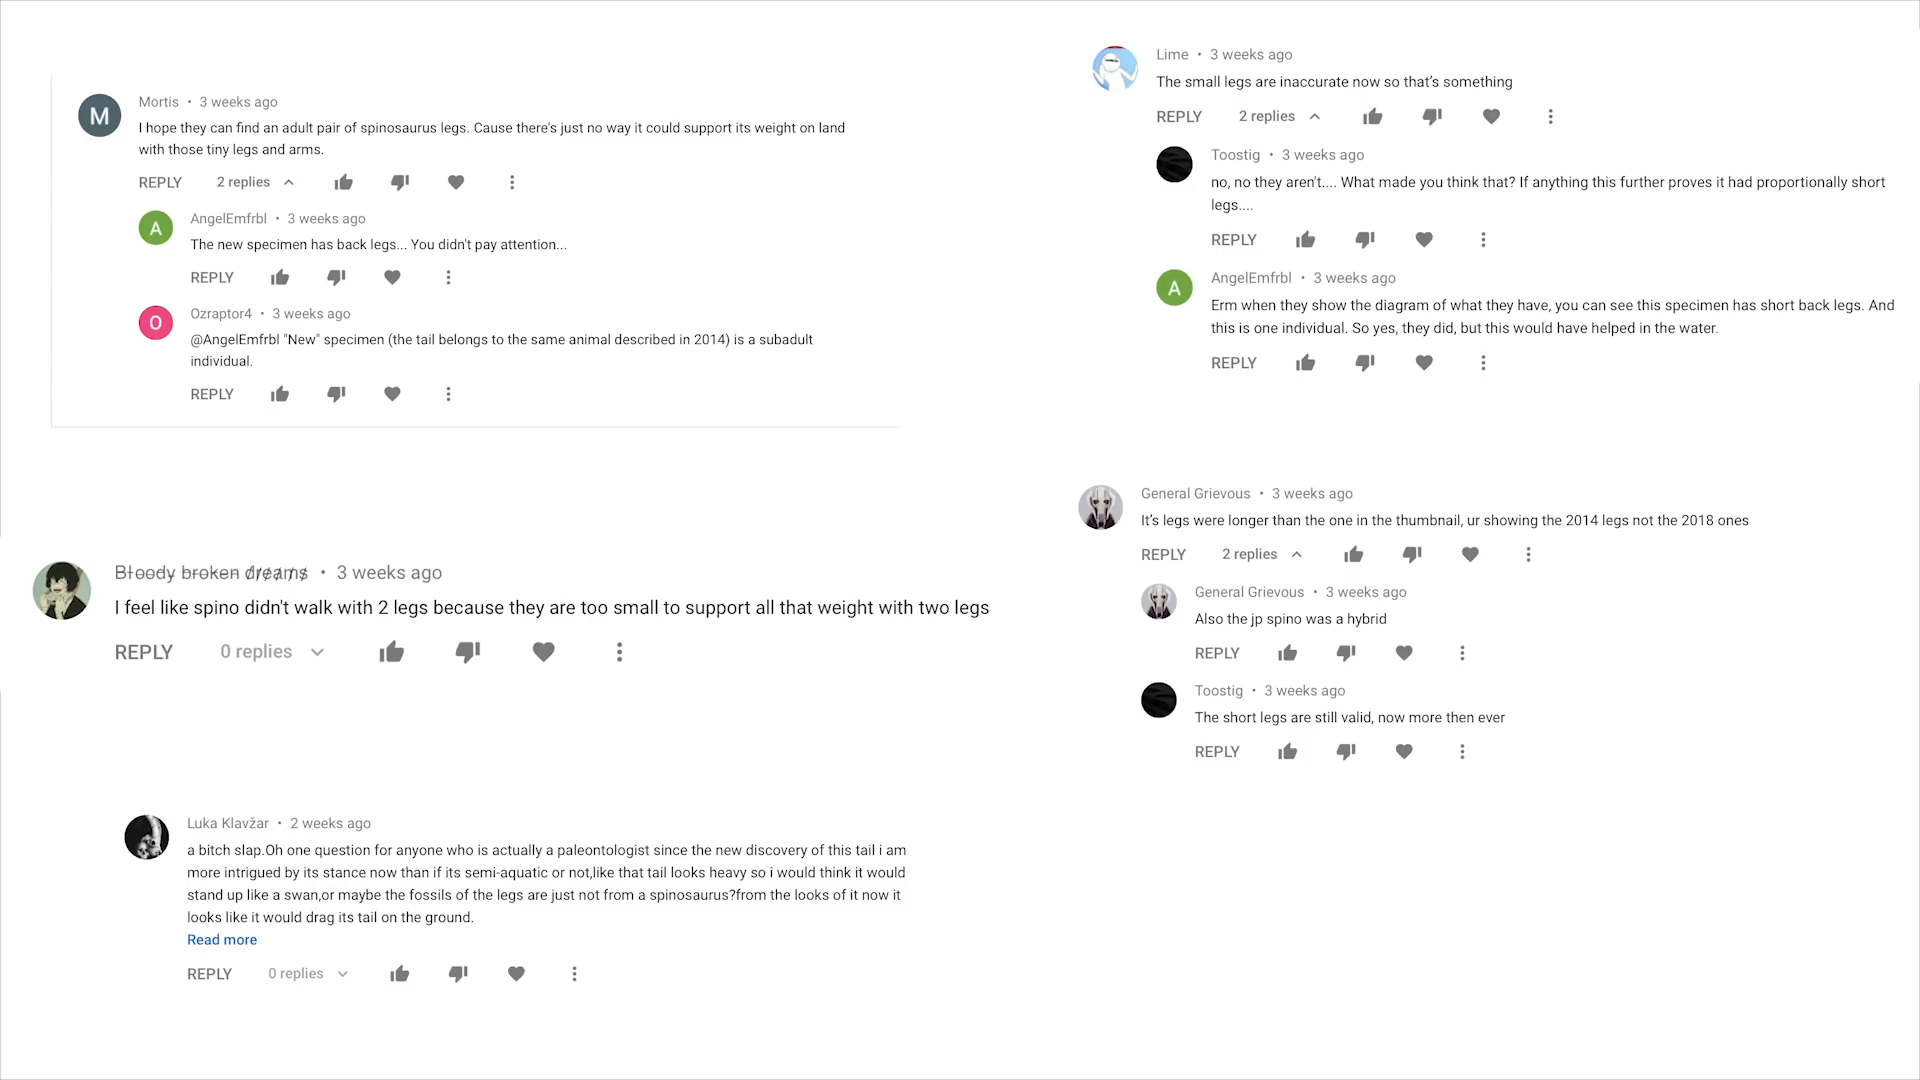 Mortis • 3 weeks ago
I hope they can find an adult pair of spinosaurus legs. Cause there's just no way it could support its weight on land
with those tiny legs and arms.
REPLY 2 replies
M
AngelEmfrbl • 3 weeks ago
The new specimen has back legs... You didn't pay attention...
REPLY
A
Ozraptor4 • 3 weeks ago
@AngelEmfrbl "New" specimen (the tail belongs to the same animal described in 2014) is a subadult
individual.
REPLY
O
Bloody broken dreams • 3 weeks ago
I feel like spino didn't walk with 2 legs because they are too small to support all that weight with two legs
REPLY 0 replies
Luka Klavžar • 2 weeks ago
a bitch slap.Oh one question for anyone who is actually a paleontologist since the new discovery of this tail i am
more intrigued by its stance now than if its semi-aquatic or not,like that tail looks heavy so i would think it would
stand up like a swan,or maybe the fossils of the legs are just not from a spinosaurus?from the looks of it now it
looks like it would drag its tail on the ground.
Read more
REPLY 0 replies
Lime • 3 weeks ago
The small legs are inaccurate now so that’s something
REPLY 2 replies
Toostig • 3 weeks ago
no, no they aren't.... What made you think that? If anything this further proves it had proportionally short
legs....
REPLY
AngelEmfrbl • 3 weeks ago
Erm when they show the diagram of what they have, you can see this specimen has short back legs. And
this is one individual. So yes, they did, but this would have helped in the water.
REPLY
A
General Grievous • 3 weeks ago
It’s legs were longer than the one in the thumbnail, ur showing the 2014 legs not the 2018 ones
REPLY 2 replies
General Grievous • 3 weeks ago
Also the jp spino was a hybrid
REPLY
Toostig • 3 weeks ago
The short legs are still valid, now more then ever
REPLY